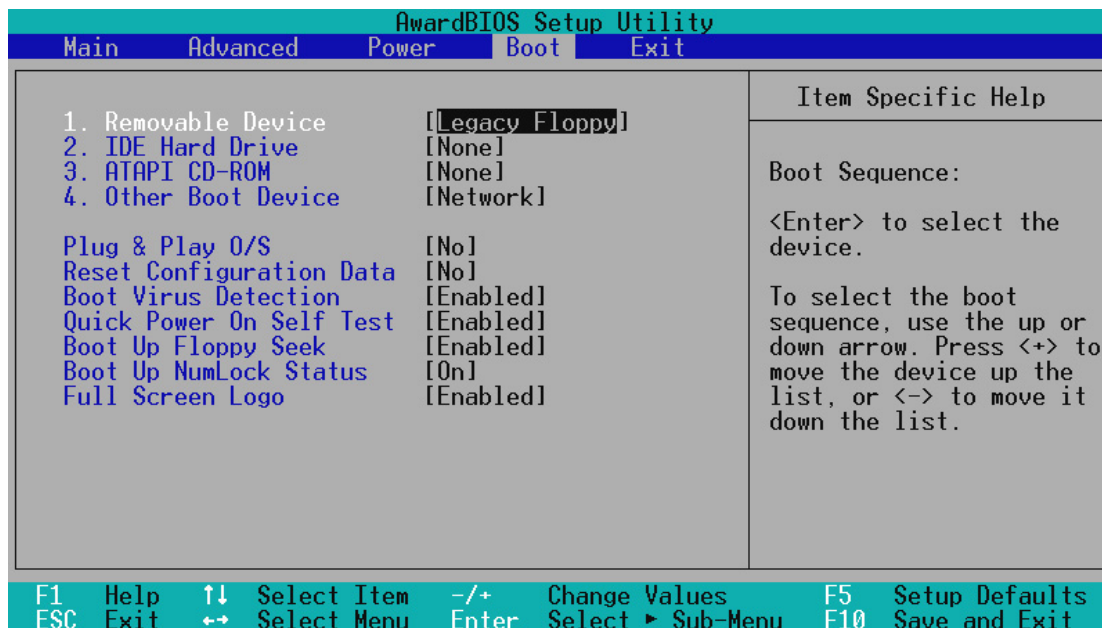 AwardBIOS Setup Utility
Main Advanced Power Boot Exit
1. Removable Device [Legacy Floppy]
2. IDE Hard Drive [None]
3. ATAPI CD-ROM [None]
4. Other Boot Device [Network]
Plug & Play O/S [No]
Reset Configuration Data [No]
Boot Virus Detection [Enabled]
Quick Power On Self Test [Enabled]
Boot Up Floppy Seek [Enabled]
Boot Up NumLock Status [On]
Full Screen Logo [Enabled]
Item Specific Help
Boot Sequence:
<Enter> to select the
device.
To select the boot
sequence, use the up or
down arrow. Press <+> to
move the device up the
list, or <-> to move it
down the list.
F1 Help ↑↓ Select Item -/+ Change Values F5 Setup Defaults
ESC Exit ←→ Select Menu Enter Select ► Sub-Menu F10 Save and Exit